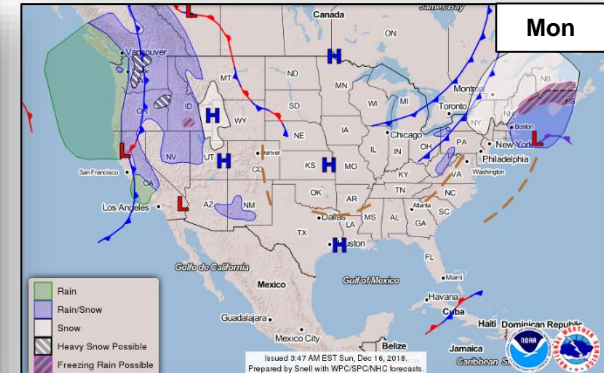 Mon
James Bay
Canada
ON
Vancouver
MT
ND
MN
NB
Montreal
Toronto
ID
WY
SD
WI
MI
Boston
OR
NE
IA
Chicago
New York
PA
Philadelphia
NV
UT
Denver
CO
KS
MO
IL
IN
OH
KY
VA
Washington
San Francisco
CA
OK
AR
TN
NC
Los Angeles
AZ
NM
Dallas
MS
AL
GA
Atlanta
SC
TX
LA
Houston
FL
Golfo de California
Gulf of Mexico
Miami
Mexico
Havana
Cuba
Guadalajara
Mexico City
Haiti
Dominican Republic
Belize
Jamaica
Caribbean S
H
H
H
H
H
L
L
L
L
Rain
Rain/Snow
Snow
Heavy Snow Possible
Freezing Rain Possible
Issued 3:47 AM EST Sun, Dec 16, 2018.
Prepared by Snell with WPC/SPC/NHC forecasts.
NOAA